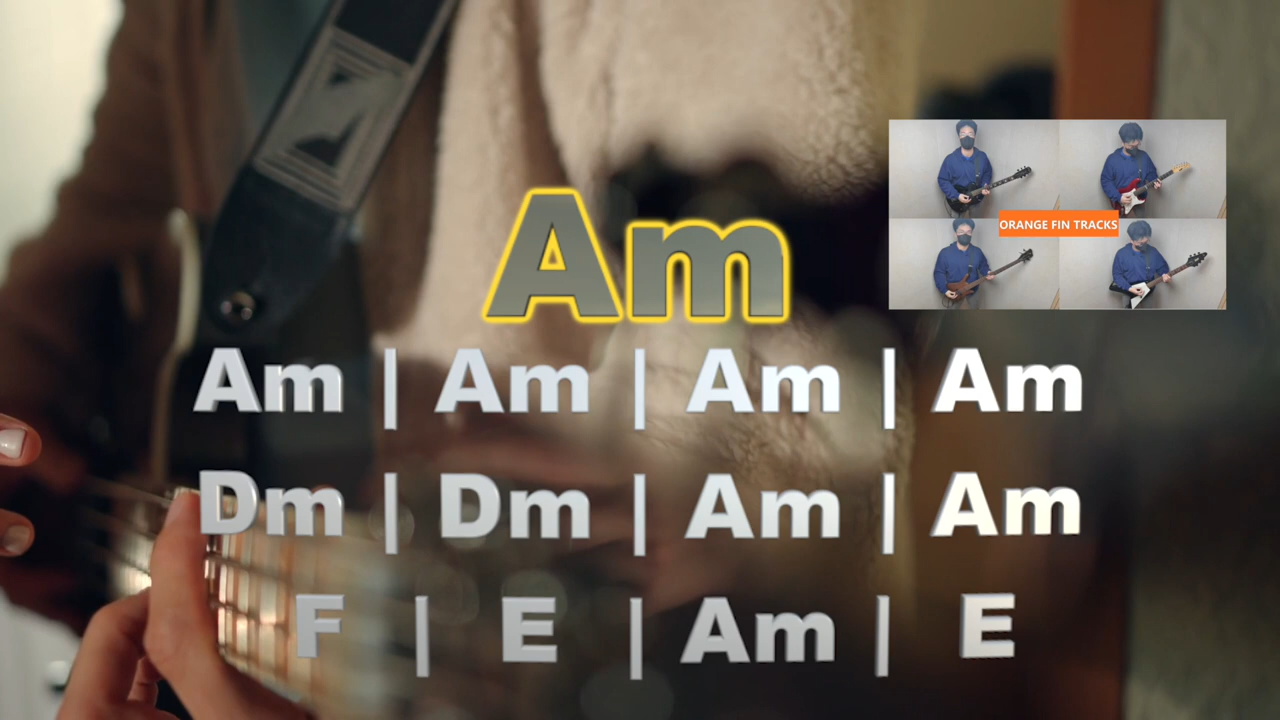 Am
ORANGE FIN TRACKS
Am | Am | Am | Am
Dm | Dm | Am | Am
F | E | Am | E